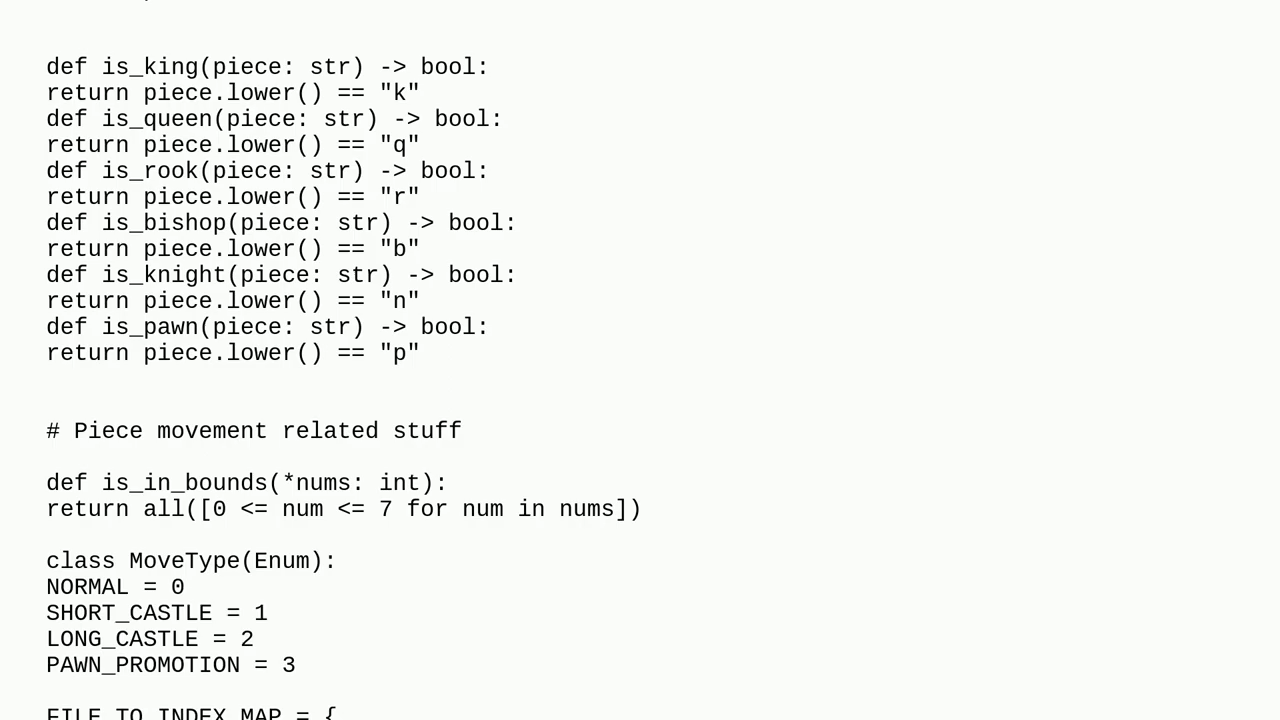 def is_king(piece: str) -> bool:
return piece.lower() == "k"
def is_queen(piece: str) -> bool:
return piece.lower() == "q"
def is_rook(piece: str) -> bool:
return piece.lower() == "r"
def is_bishop(piece: str) -> bool:
return piece.lower() == "b"
def is_knight(piece: str) -> bool:
return piece.lower() == "n"
def is_pawn(piece: str) -> bool:
return piece.lower() == "p"
# Piece movement related stuff
def is_in_bounds(*nums: int):
return all([0 <= num <= 7 for num in nums])
class MoveType(Enum):
NORMAL = 0
SHORT_CASTLE = 1
LONG_CASTLE = 2
PAWN_PROMOTION = 3
FILE_TO_INDEX_MAP = {